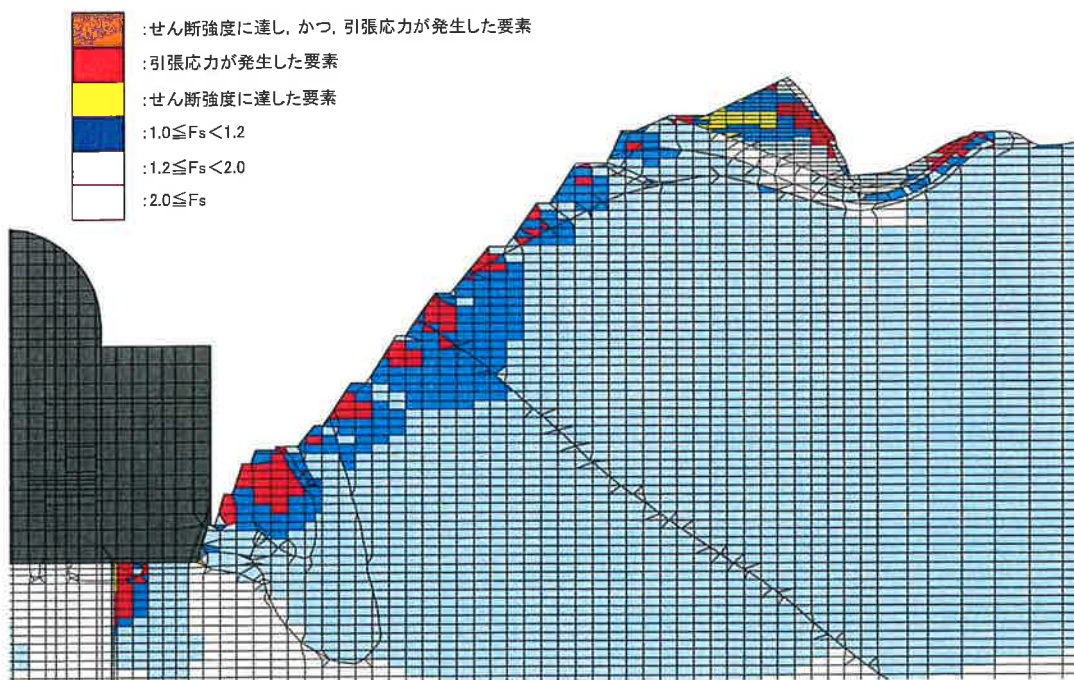 :せん断強度に達し, かつ, 引張応力が発生した要素
:引張応力が発生した要素
:せん断強度に達した要素
:1.0≦Fs<1.2
:1.2≦Fs<2.0
:2.0≦Fs